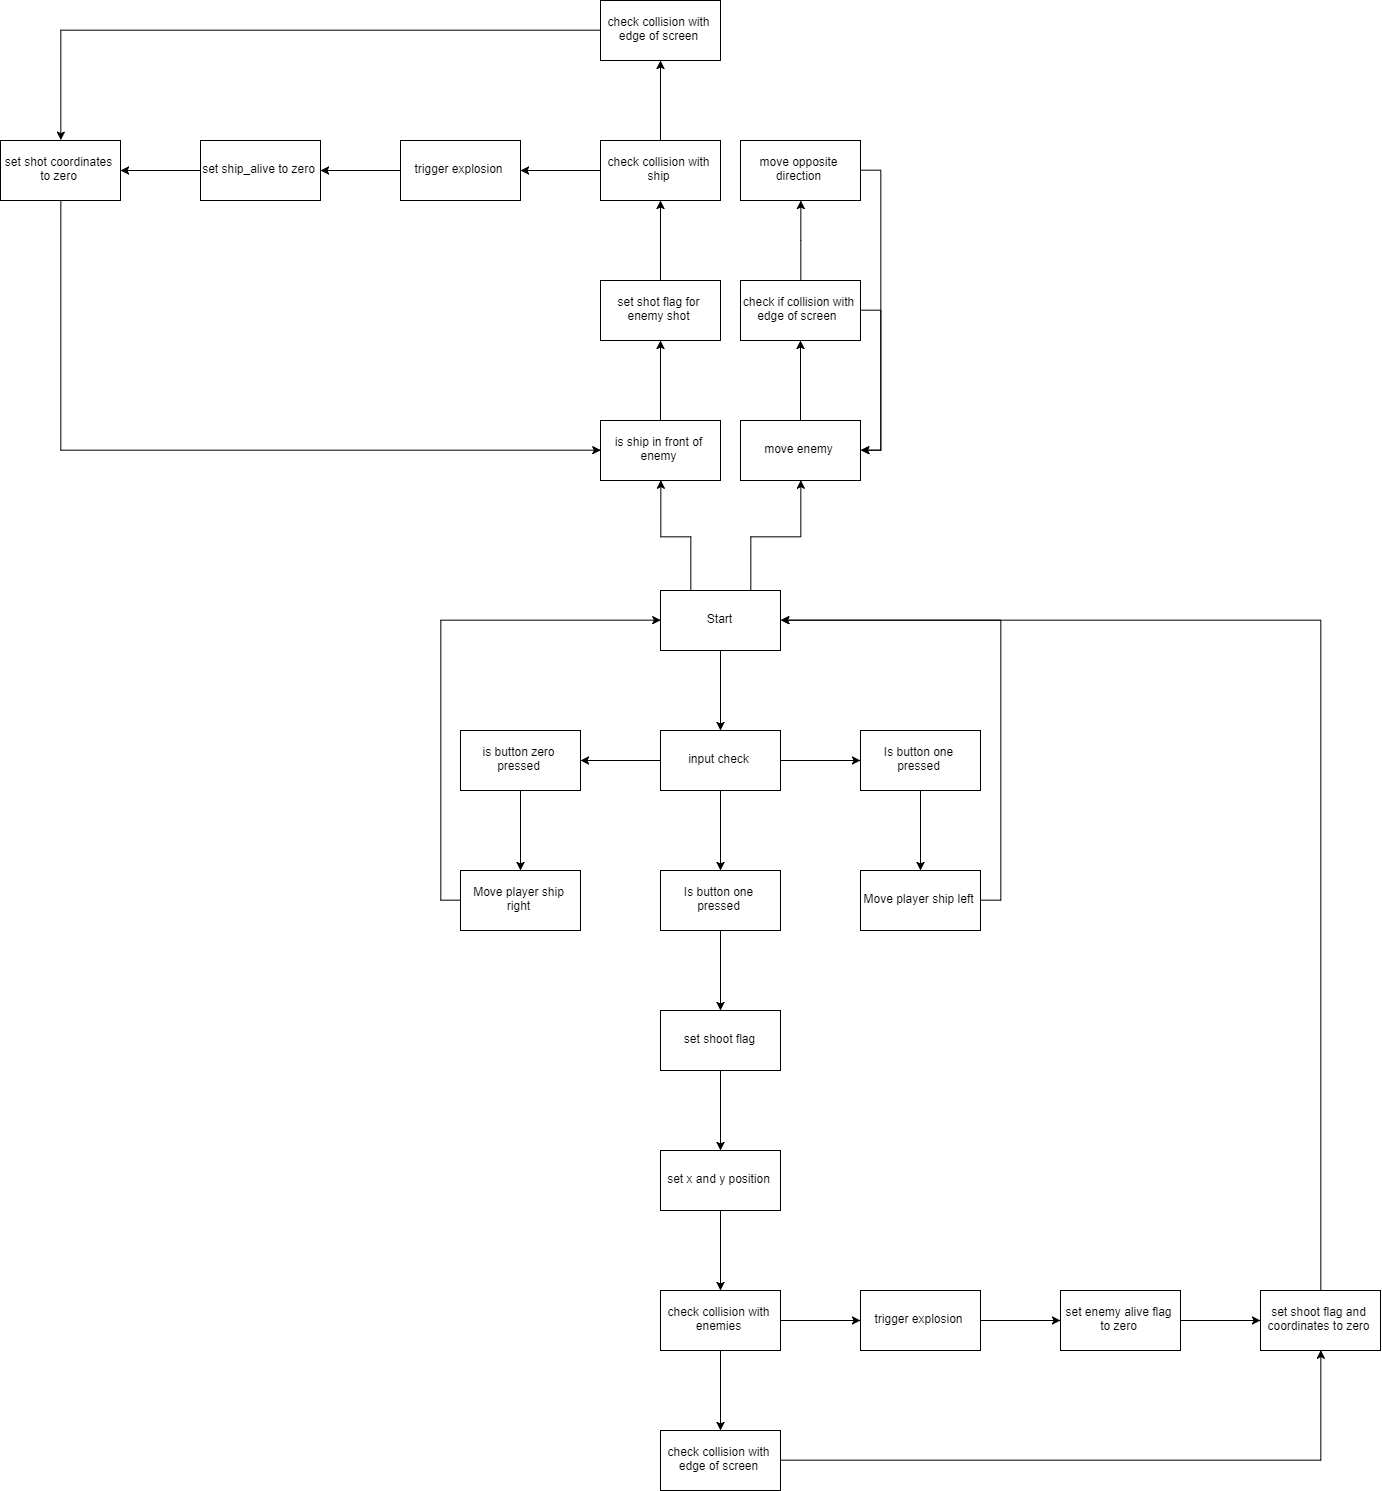 check collision with
edge of screen
set shot coordinates
to zero
set ship_alive to zero
trigger explosion
check collision with
ship
move opposite
direction
set shot flag for
enemy shot
check if collision with
edge of screen
is ship in front of
enemy
move enemy
Start
is button zero
pressed
input check
Is button one
pressed
Move player ship
right
Is button one
pressed
Move player ship left
set shoot flag
set x and y position
check collision with
enemies
trigger explosion
set enemy alive flag
to zero
set shoot flag and
coordinates to zero
check collision with
edge of screen